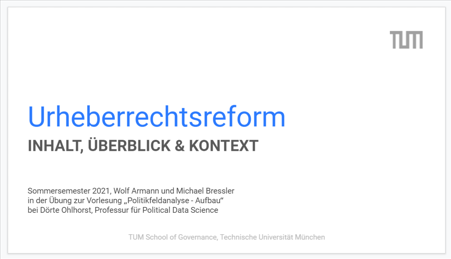 TUM
Urheberrechtsreform
INHALT, ÜBERBLICK & KONTEXT
Sommersemester 2021, Wolf Armann und Michael Bressler
in der Übung zur Vorlesung „Politikfeldanalyse - Aufbau“
bei Dörte Ohlhorst, Professur für Political Data Science
TUM School of Governance, Technische Universität München